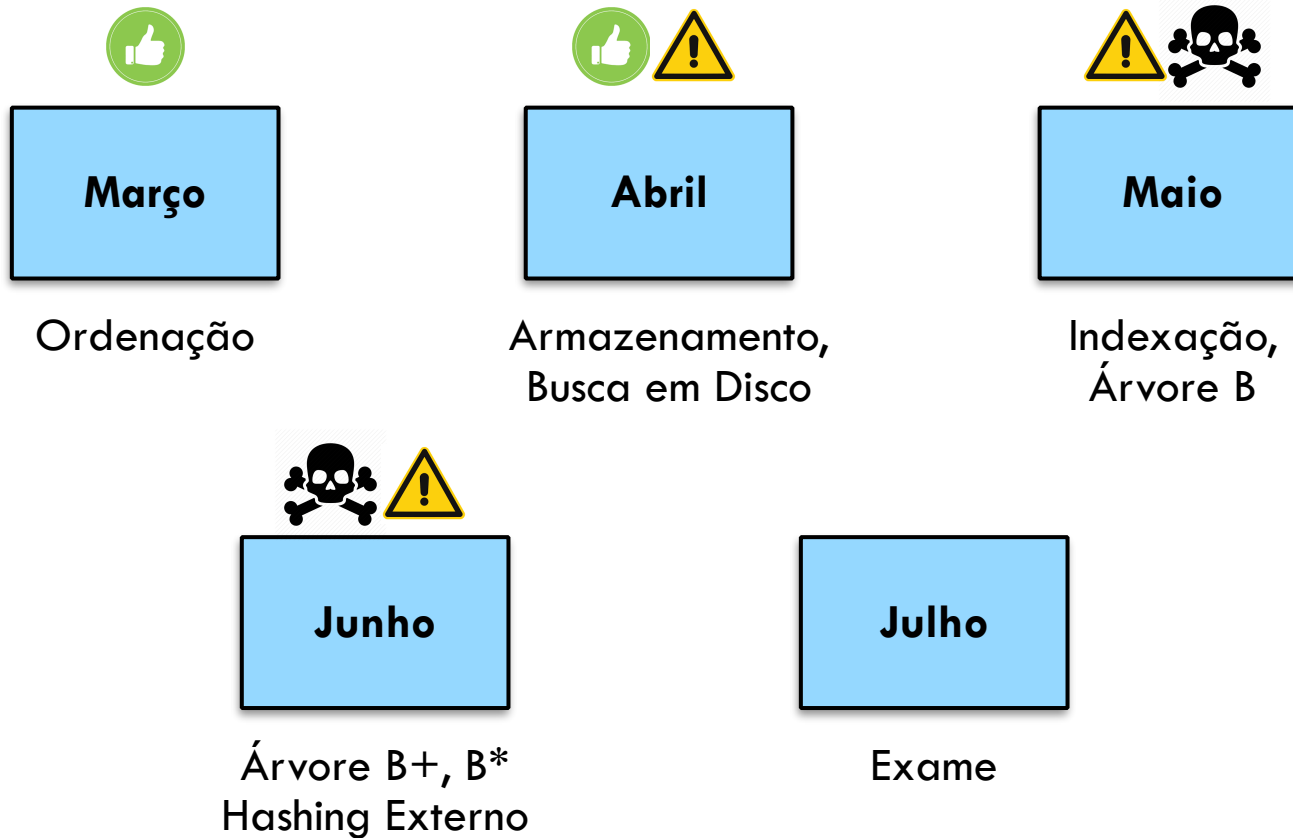 Março
Abril
Maio
Ordenação
Armazenamento,
Busca em Disco
Indexação,
Árvore B
Junho
Julho
Árvore B+, B*
Hashing Externo
Exame